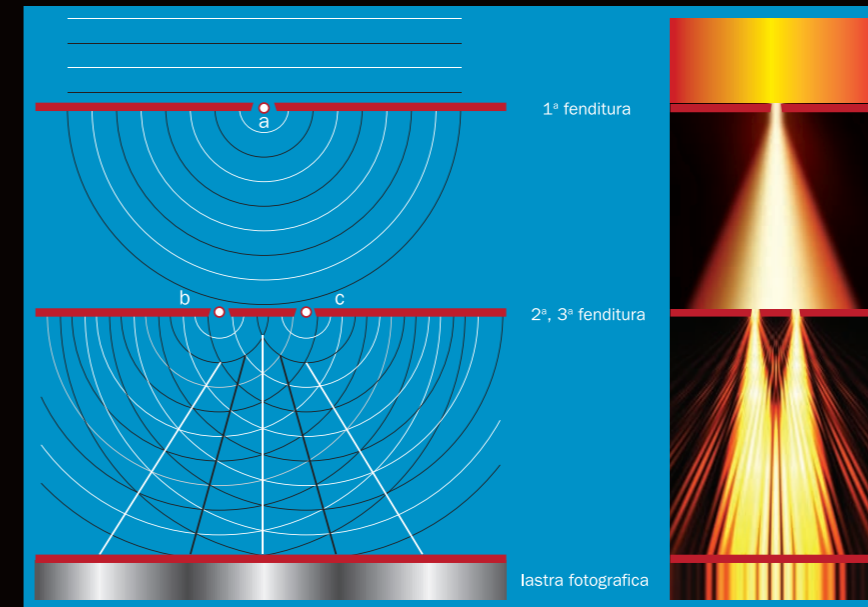 1ª fenditura
a
b
c
2ª, 3ª fenditura
lastra fotografica